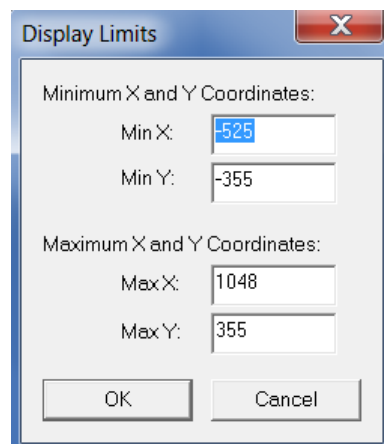 Display Limits
X
Minimum X and Y Coordinates:
Min X: -525
Min Y: -355
Maximum X and Y Coordinates:
Max X: 1048
Max Y: 355
OK Cancel